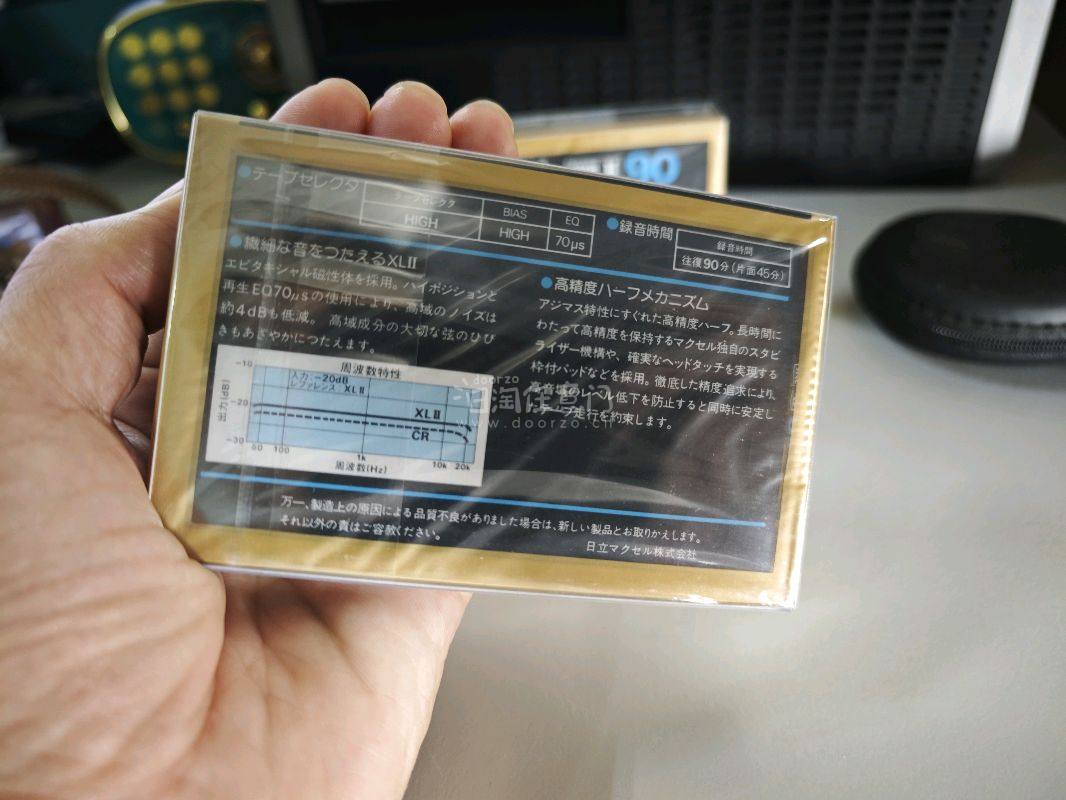 90
●テープセレクタ
テープセレクタ BIAS EQ
HIGH HIGH 70μs
●録音時間
録音時間
往復90分(片面45分)
●繊細な音をつたえるXLⅡ
エピタキシャル磁性体を採用。ハイポジションと
再生EQ70μsの使用により、高域のノイズは
約4dBも低減。高域成分の大切な弦のひび
きもあざやかにつたえます。
●高精度ハーフメカニズム
アジマス特性にすぐれた高精度ハーフ。長時間に
わたって高精度を保持するマクセル独自のスタビ
ライザー機構や、確実なヘッドタッチを実現する
枠付パッドなどを採用。徹底した精度追求により、
高音域のレベル低下を防止すると同時に安定し
テープ走行を約束します。
周波数特性
入力:-20dB
レファレンス XLⅡ
出力(dB)
-10
-20
-30
XLⅡ
CR
50 100 1k 10k 20k
周波数(Hz)
doorzo
www.doorzo.cn
万一、製造上の原因による品質不良がありました場合は、新しい製品とお取りかえします。
それ以外の責はご容赦ください。
日立マクセル株式会社